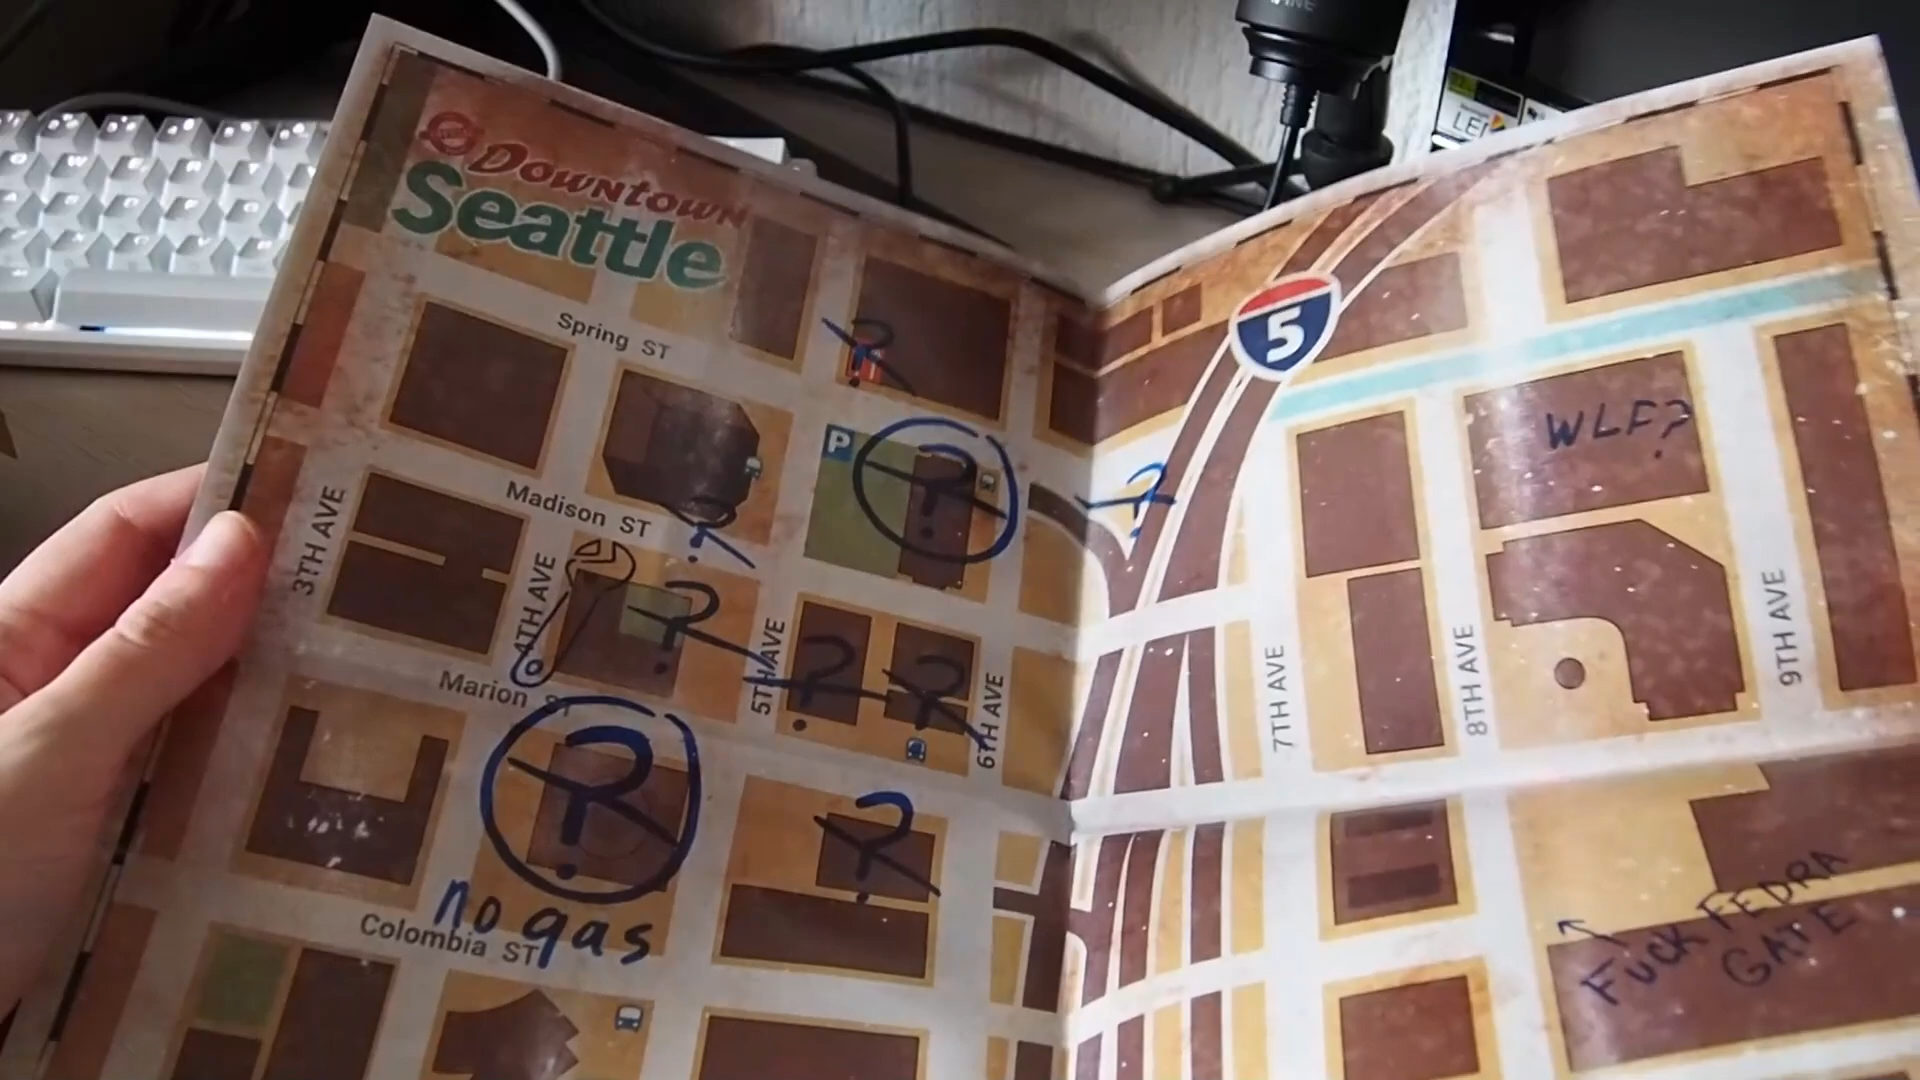 Downtown
Seattle
Spring ST
?
5
P
?
?
WLF?
Madison ST
?
3TH AVE
4TH AVE
?
5TH AVE
?
?
6TH AVE
7TH AVE
8TH AVE
9TH AVE
Marion ST
?
?
no gas
Colombia ST
FUCK FEDRA
GATE